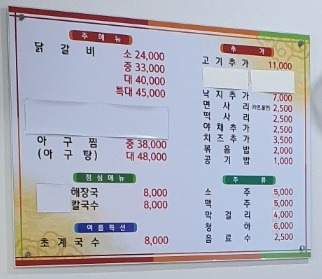 주 메 뉴
닭 갈 비 소 24,000
중 33,000
대 40,000
특대 45,000
아 구 찜 중 38,000
(아 구 탕) 대 48,000
점심메뉴
해장국 8,000
칼국수 8,000
여름특선
초 계 국 수 8,000
추 가
고 기 추 가 11,000
낙 지 추 가 7,000
면 사 리 2,500
떡 사 리 2,500
야 채 추 가 2,500
치 즈 추 가 3,500
볶 음 밥 2,000
공 기 밥 1,000
주 류
소 주 5,000
맥 주 5,000
막 걸 리 4,000
청 하 6,000
음 료 수 2,500